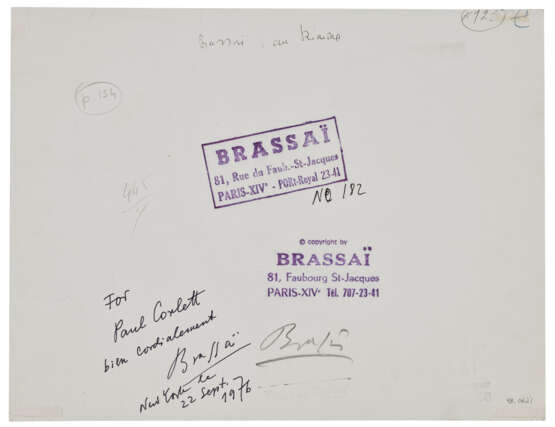 Brassaï
p. 154
BRASSAÏ
81, Rue du Faub.-St-Jacques
PARIS-XIVᵉ - PORt-Royal 23-41
No 182
© copyright by
BRASSAÏ
81, Faubourg St-Jacques
PARIS-XIVᵉ Tél. 707-23-41
For
Paul Corlett
bien cordialement
Brassaï
New York le
22 Sept. 1976
Brassaï